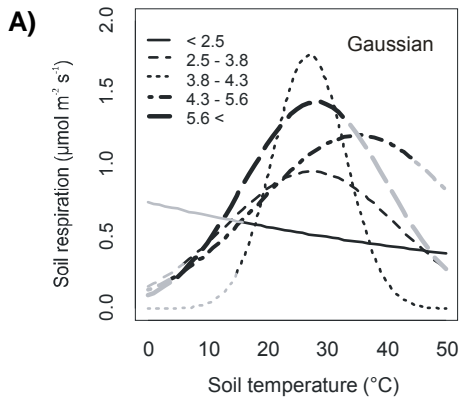 A)
Gaussian
< 2.5
2.5 - 3.8
3.8 - 4.3
4.3 - 5.6
5.6 <
Soil respiration (µmol m⁻² s⁻¹)
0.0 0.5 1.0 1.5 2.0
0 10 20 30 40 50
Soil temperature (°C)